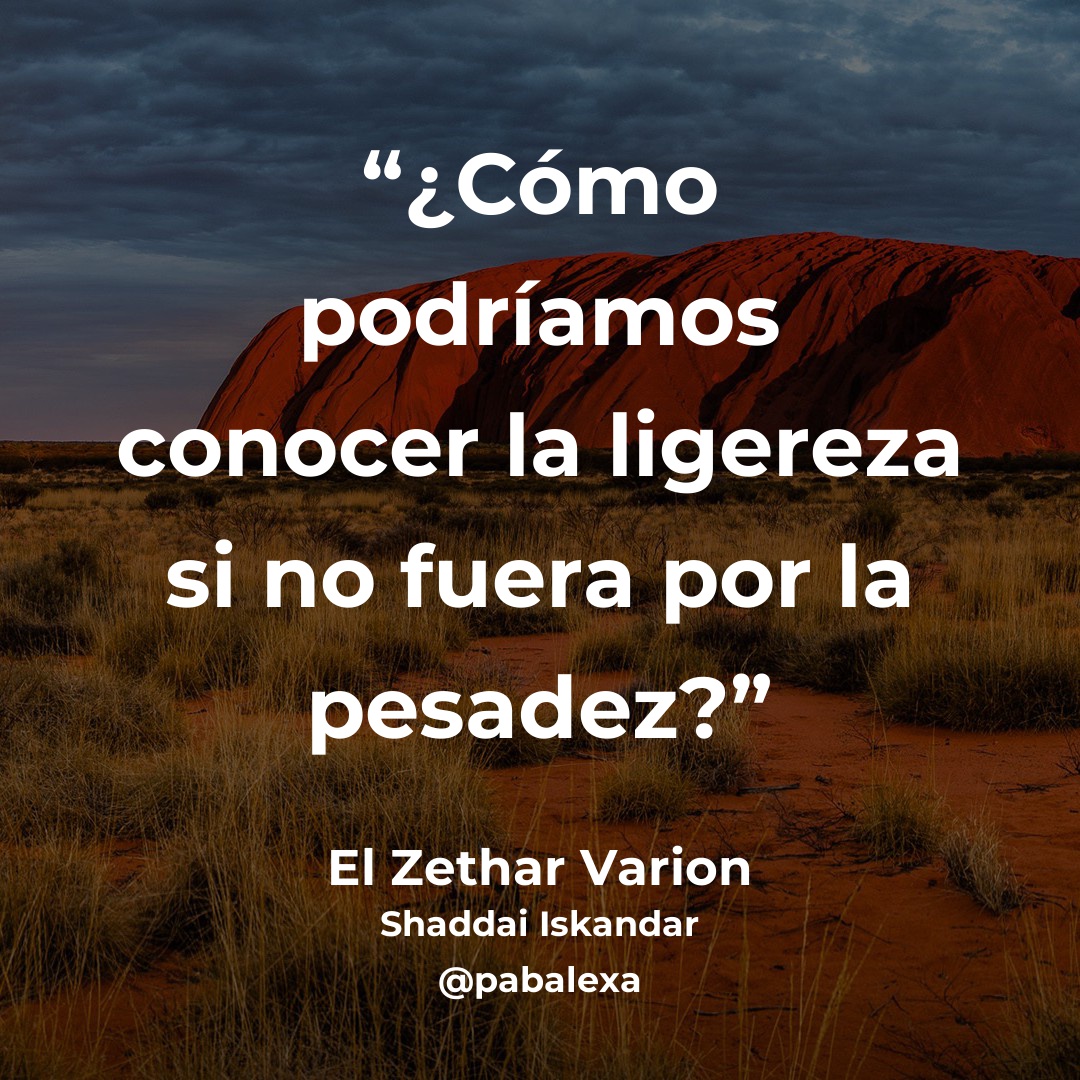 “¿Cómo
podríamos
conocer la ligereza
si no fuera por la
pesadez?”
El Zethar Varion
Shaddai Iskandar
@pabalexa